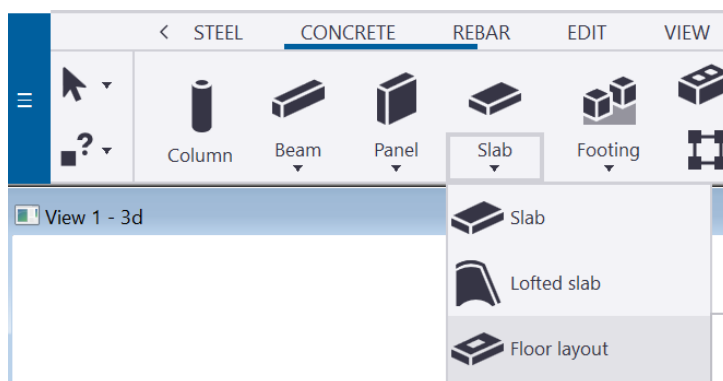 STEEL CONCRETE REBAR EDIT VIEW
Column Beam Panel Slab Footing
View 1 - 3d
Slab
Lofted slab
Floor layout